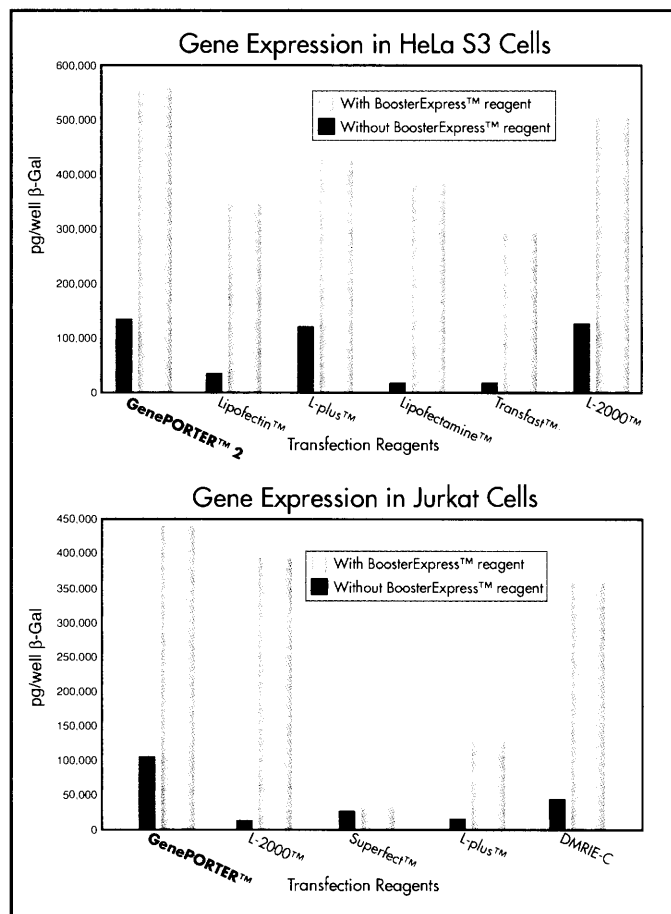 Gene Expression in HeLa S3 Cells
600,000
500,000
400,000
300,000
200,000
100,000
0
pg/well β-Gal
With BoosterExpress™ reagent
Without BoosterExpress™ reagent
GenePORTER™ 2
Lipofectin™
L-plus™
Lipofectamine™
Transfast™
L-2000™
Transfection Reagents
Gene Expression in Jurkat Cells
450,000
400,000
350,000
300,000
250,000
200,000
150,000
100,000
50,000
0
pg/well β-Gal
With BoosterExpress™ reagent
Without BoosterExpress™ reagent
GenePORTER™
L-2000™
Superfect™
L-plus™
DMRIE-C
Transfection Reagents